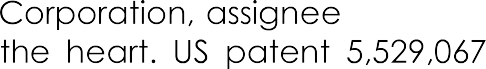 Corporation, assignee
the heart. US patent 5,529,067